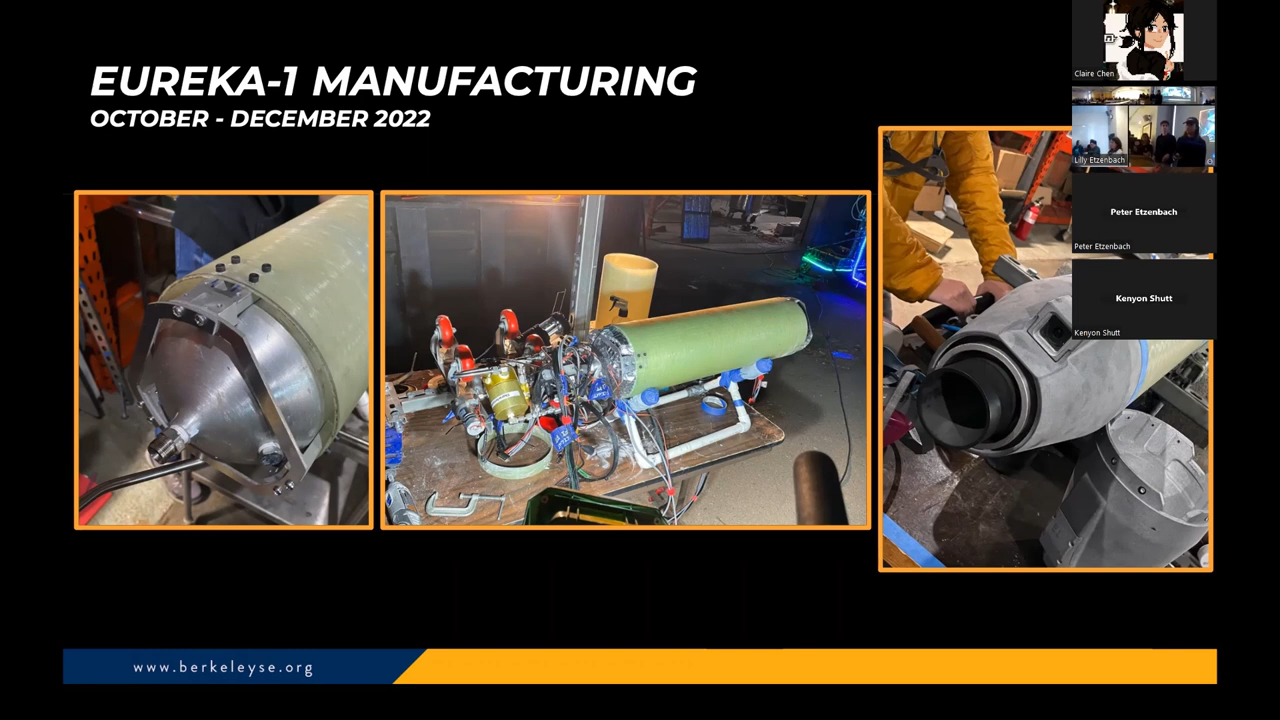 EUREKA-1 MANUFACTURING
OCTOBER - DECEMBER 2022
Claire Chen
Lilly Etzenbach
Peter Etzenbach
Peter Etzenbach
Kenyon Shutt
Kenyon Shutt
www.berkeleyse.org